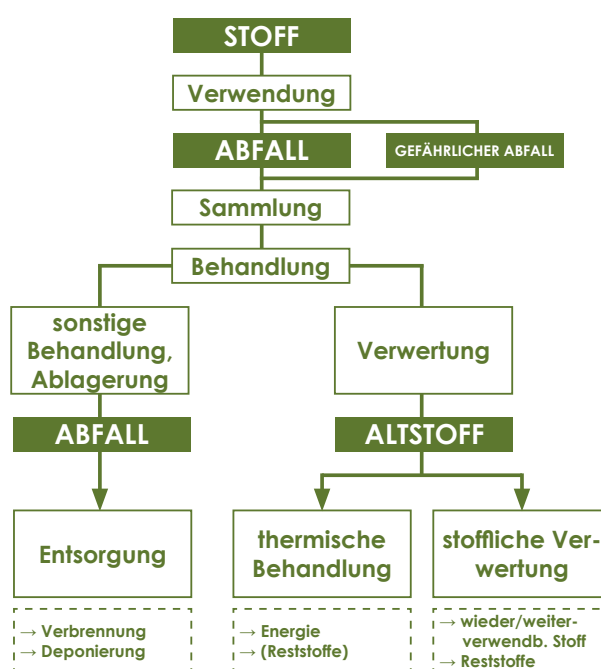 STOFF
Verwendung
ABFALL
GEFÄHRLICHER ABFALL
Sammlung
Behandlung
sonstige
Behandlung,
Ablagerung
Verwertung
ABFALL
ALTSTOFF
Entsorgung
thermische
Behandlung
stoffliche Ver-
wertung
→ Verbrennung
→ Deponierung
→ Energie
→ (Reststoffe)
→ wieder/weiter-
verwendb. Stoff
→ Reststoffe